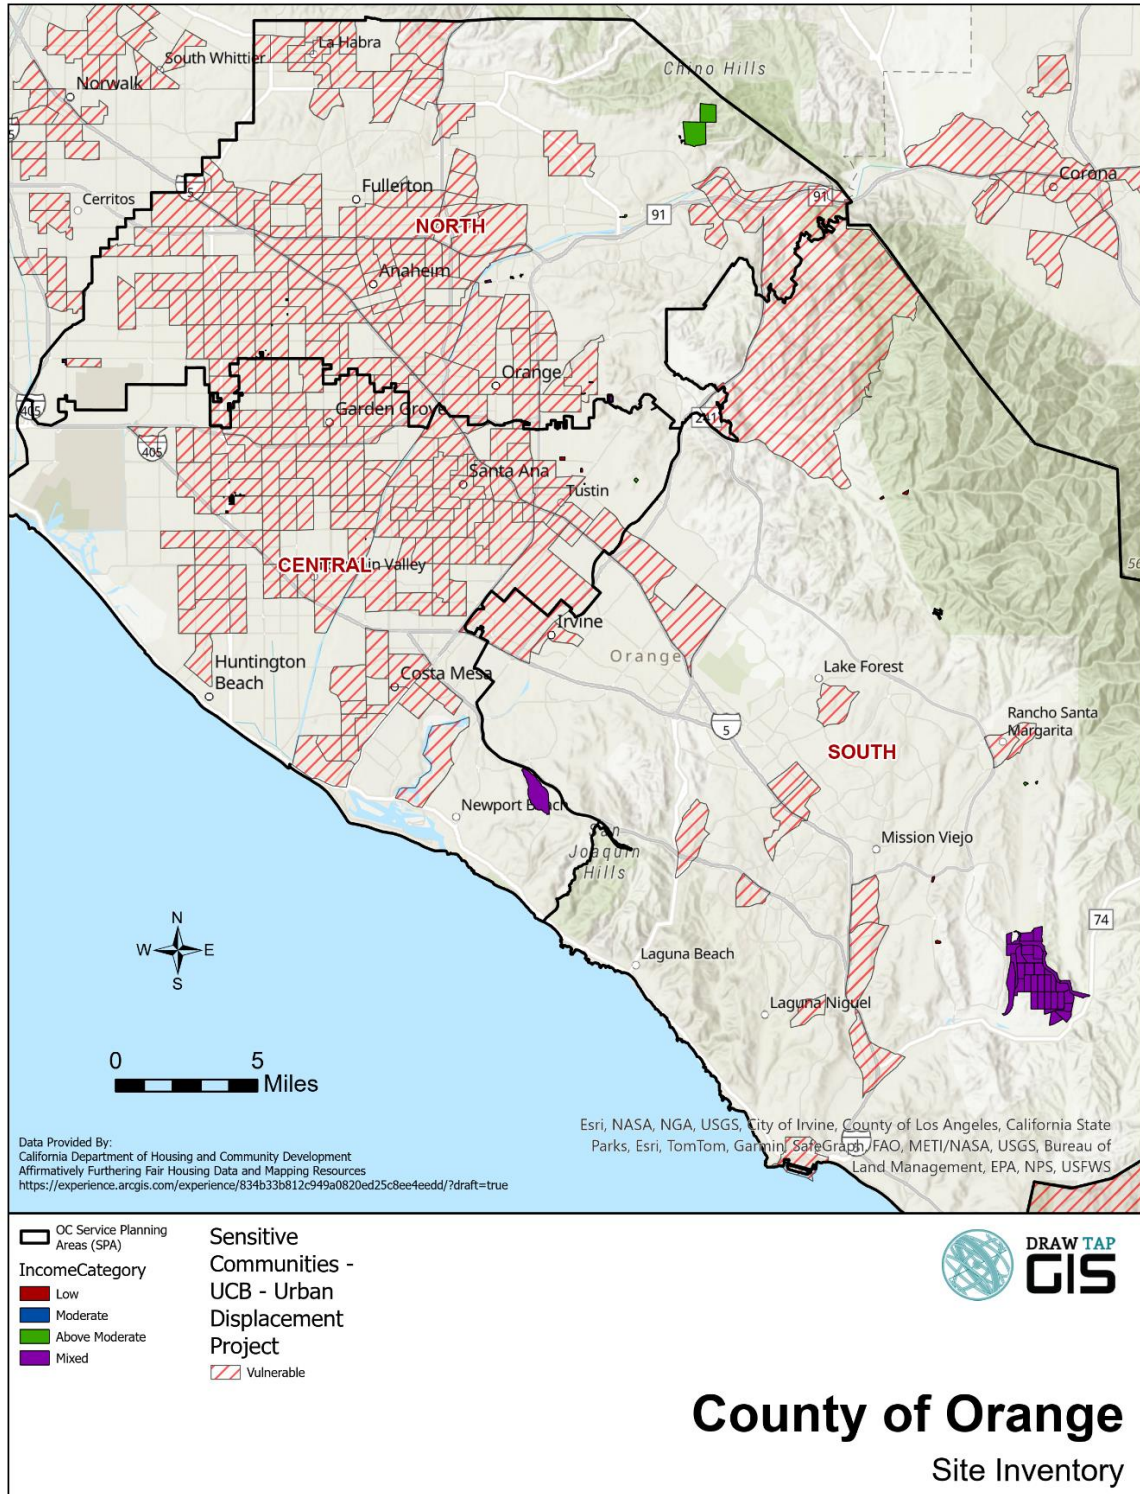 Chino Hills
La Habra
South Whittier
Norwalk
Corona
Cerritos
Fullerton
91
91
NORTH
Anaheim
Orange
405
Garden Grove
241
405
Santa Ana
Tustin
CENTRAL
in Valley
Irvine
Orange
Huntington
Beach
Costa Mesa
Lake Forest
Rancho Santa
Margarita
5
SOUTH
Newport Beach
San
Joaquin
Hills
Mission Viejo
74
Laguna Beach
Laguna Niguel
N
W
E
S
0
5
Miles
Esri, NASA, NGA, USGS, City of Irvine, County of Los Angeles, California State
Parks, Esri, TomTom, Garmin, SafeGraph, FAO, METI/NASA, USGS, Bureau of
Land Management, EPA, NPS, USFWS
Data Provided By:
California Department of Housing and Community Development
Affirmatively Furthering Fair Housing Data and Mapping Resources
https://experience.arcgis.com/experience/834b33b812c949a0820ed25c8ee4eedd/?draft=true
OC Service Planning
Areas (SPA)
IncomeCategory
Low
Moderate
Above Moderate
Mixed
Sensitive
Communities -
UCB - Urban
Displacement
Project
Vulnerable
DRAW TAP
GIS
County of Orange
Site Inventory